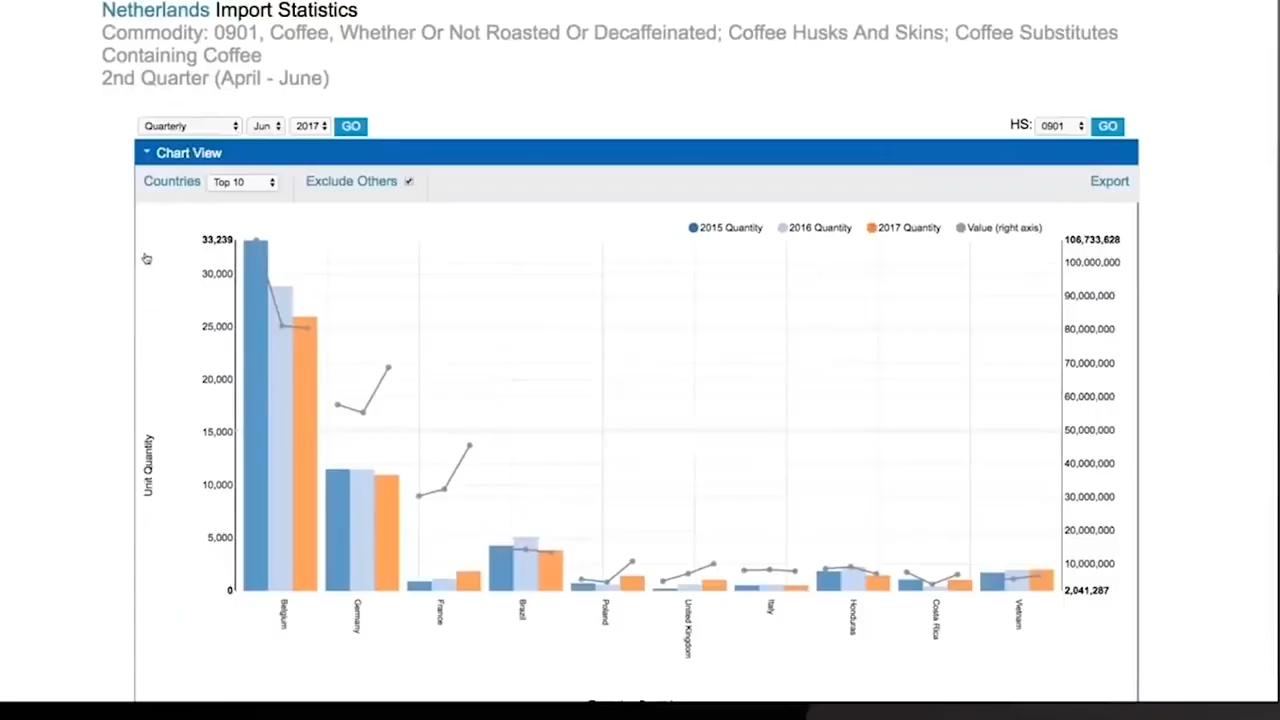 Netherlands Import Statistics
Commodity: 0901, Coffee, Whether Or Not Roasted Or Decaffeinated; Coffee Husks And Skins; Coffee Substitutes
Containing Coffee
2nd Quarter (April - June)
Quarterly Jun 2017 GO HS: 0901 GO
Chart View
Countries Top 10 Exclude Others Export
2015 Quantity 2016 Quantity 2017 Quantity Value (right axis)
33,239
30,000
25,000
20,000
15,000
10,000
5,000
0
Unit Quantity
106,733,628
100,000,000
90,000,000
80,000,000
70,000,000
60,000,000
50,000,000
40,000,000
30,000,000
20,000,000
10,000,000
2,041,287
Belgium
Germany
France
Brazil
Poland
United Kingdom
Italy
Honduras
Costa Rica
Vietnam